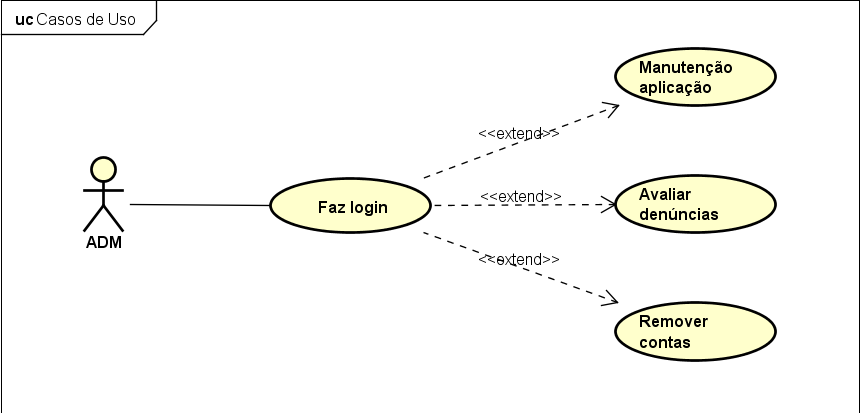 uc Casos de Uso
Manutenção
aplicação
<<extend>>
<<extend>>
Avaliar
denúncias
Faz login
ADM
<<extend>>
Remover
contas